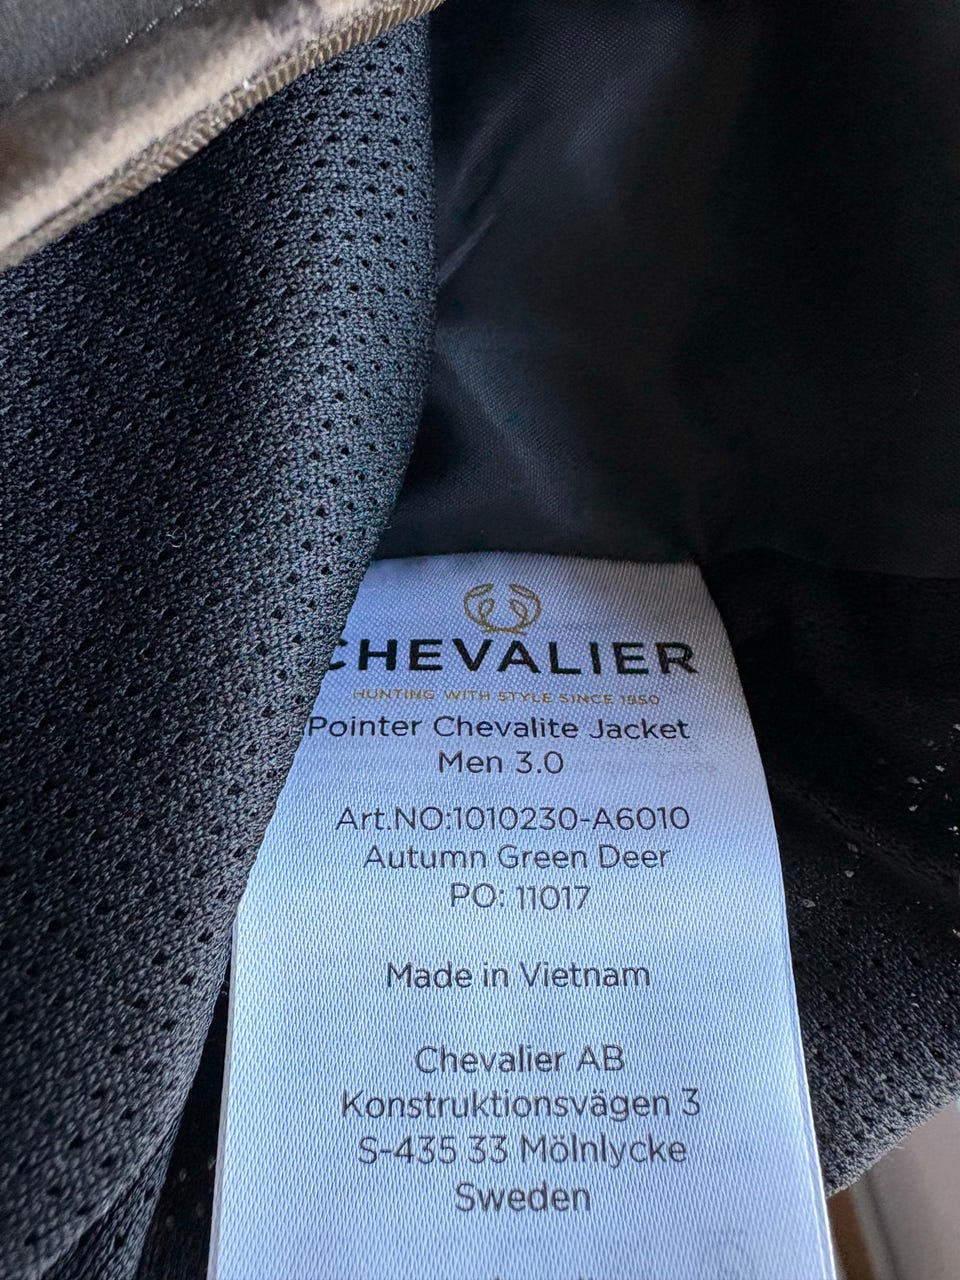 CHEVALIER
HUNTING WITH STYLE SINCE 1950
Pointer Chevalite Jacket
Men 3.0
Art.NO:1010230-A6010
Autumn Green Deer
PO: 11017
Made in Vietnam
Chevalier AB
Konstruktionsvägen 3
S-435 33 Mölnlycke
Sweden